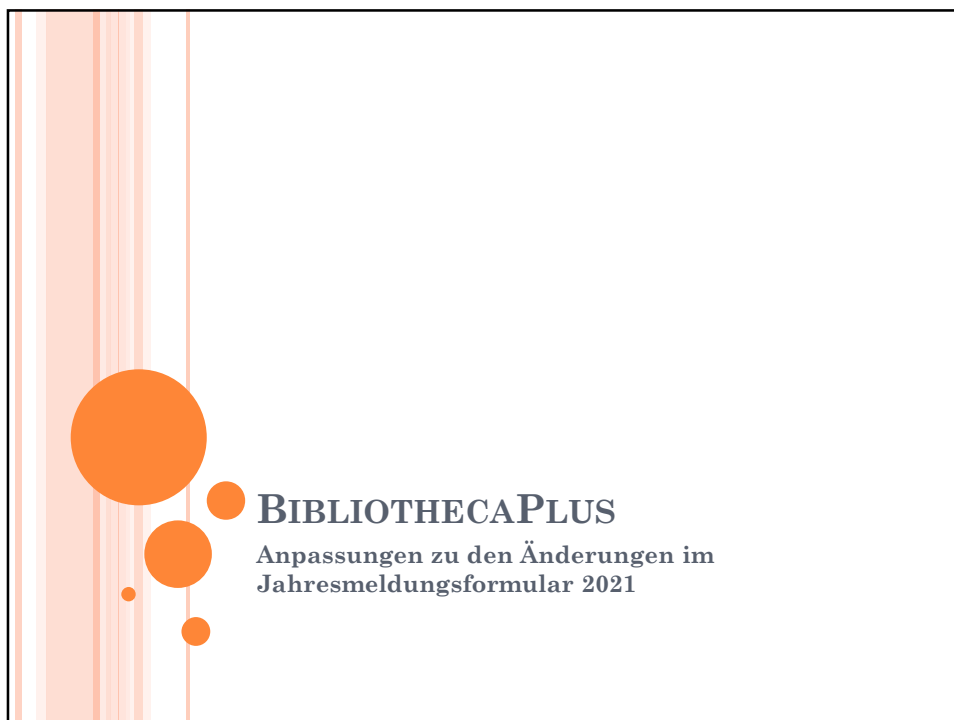 BIBLIOTHECAPLUS
Anpassungen zu den Änderungen im
Jahresmeldungsformular 2021